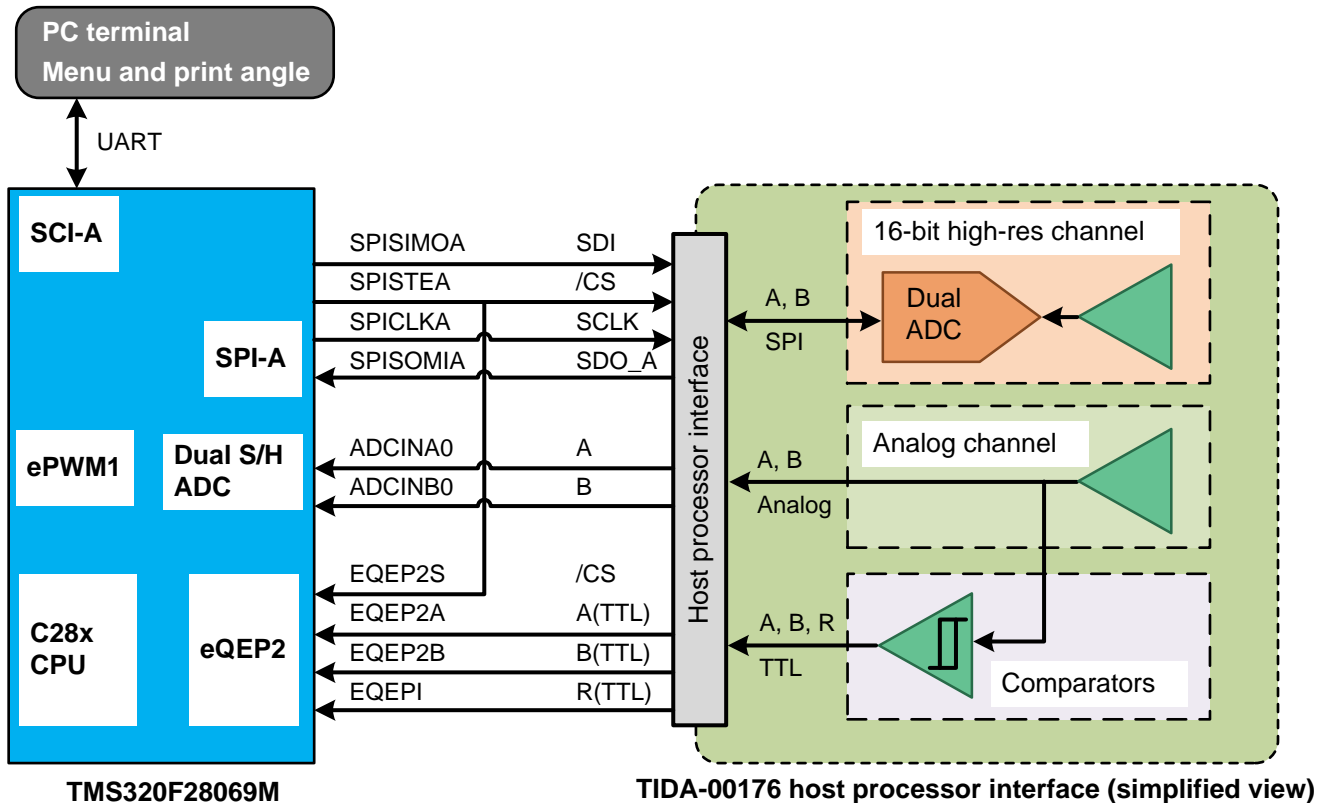 PC terminal
Menu and print angle
UART
SCI-A
SPI-A
ePWM1
Dual S/H
ADC
C28x
CPU
eQEP2
TMS320F28069M
SPISIMOA SDI
SPISTEA /CS
SPICLKA SCLK
SPISOMIA SDO_A
ADCINA0 A
ADCINB0 B
EQEP2S /CS
EQEP2A A(TTL)
EQEP2B B(TTL)
EQEPI R(TTL)
Host processor interface
A, B
SPI
16-bit high-res channel
Dual
ADC
A, B
Analog
Analog channel
A, B, R
TTL
Comparators
TIDA-00176 host processor interface (simplified view)